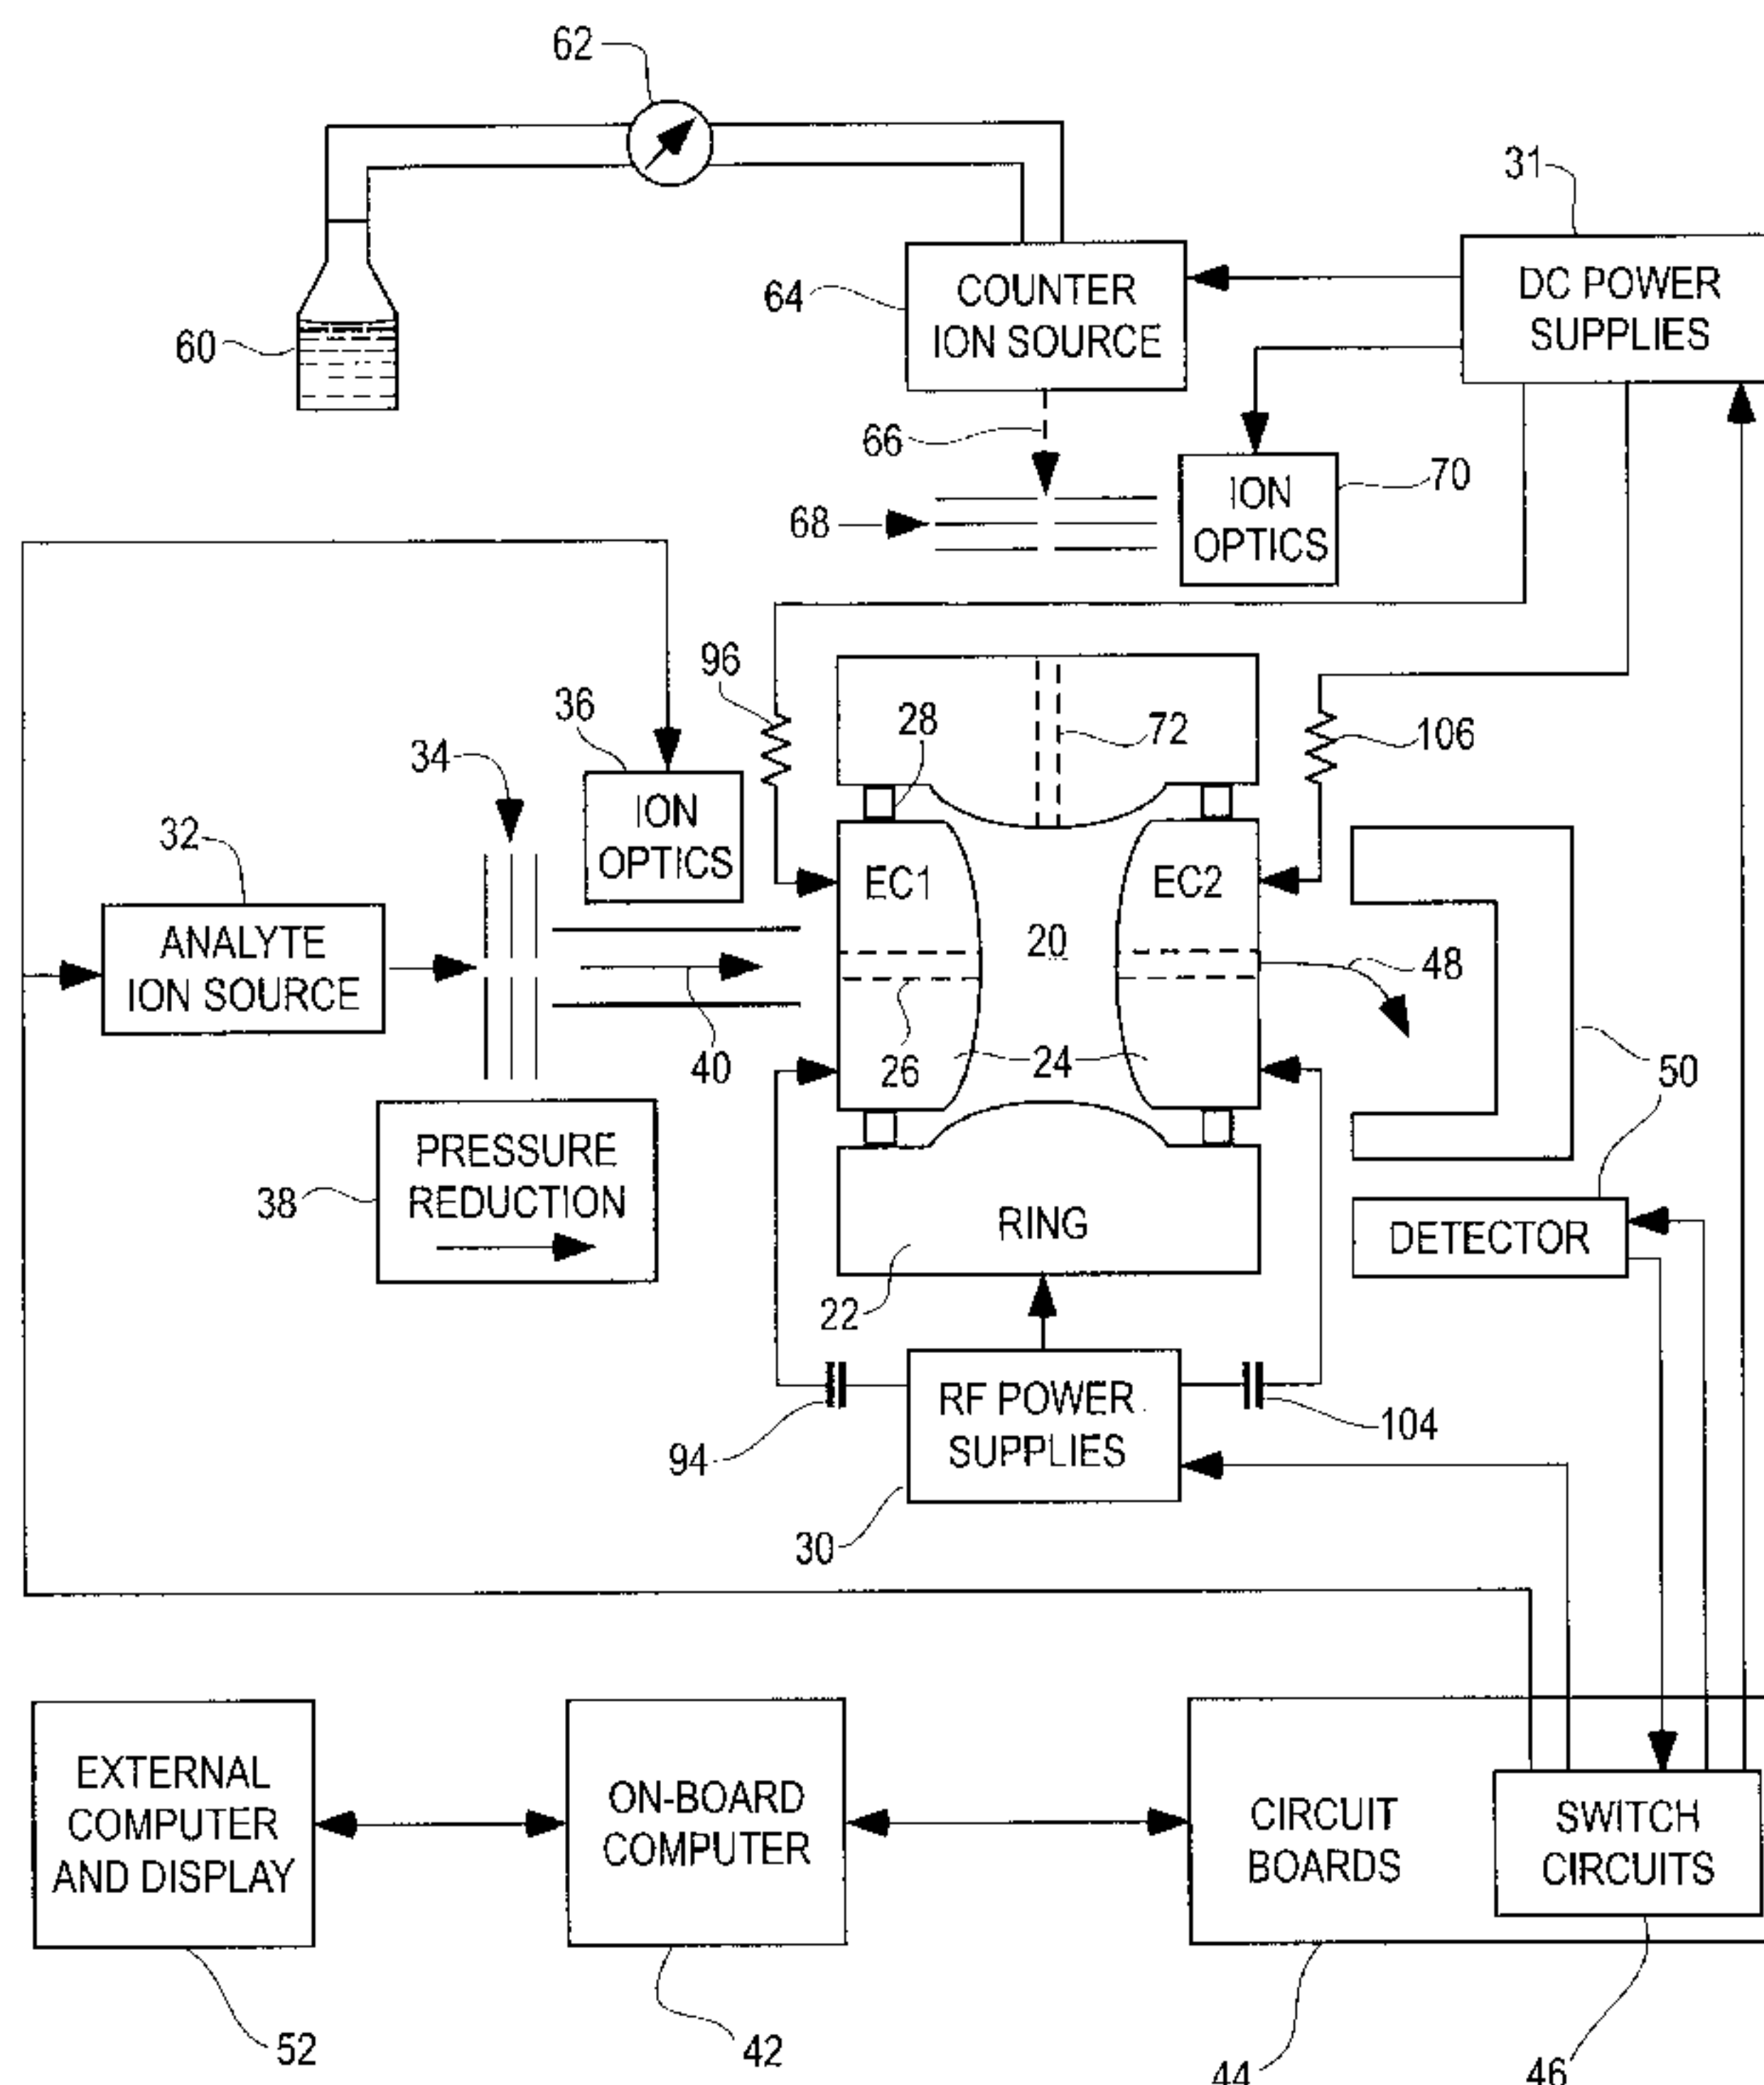 62
31
COUNTER
ION SOURCE
64
DC POWER
SUPPLIES
60
66
ION
OPTICS
70
68
96
36
28
72
106
34
ION
OPTICS
32
EC1
EC2
ANALYTE
ION SOURCE
20
48
40
26
24
50
PRESSURE
REDUCTION
38
RING
DETECTOR
22
RF POWER
SUPPLIES
94
104
30
EXTERNAL
COMPUTER
AND DISPLAY
ON-BOARD
COMPUTER
CIRCUIT
BOARDS
SWITCH
CIRCUITS
52
42
44
46